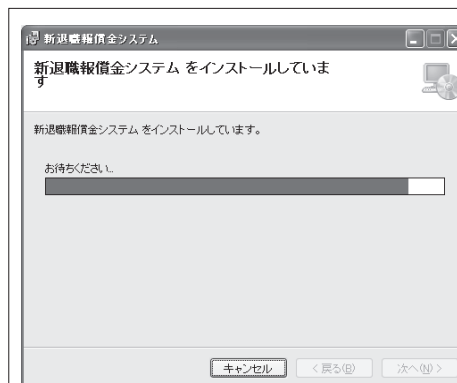 新退職報償金システム
新退職報償金システム をインストールしていま
す
新退職報償金システム をインストールしています。
お待ちください...
キャンセル
< 戻る(B)
次へ(N) >